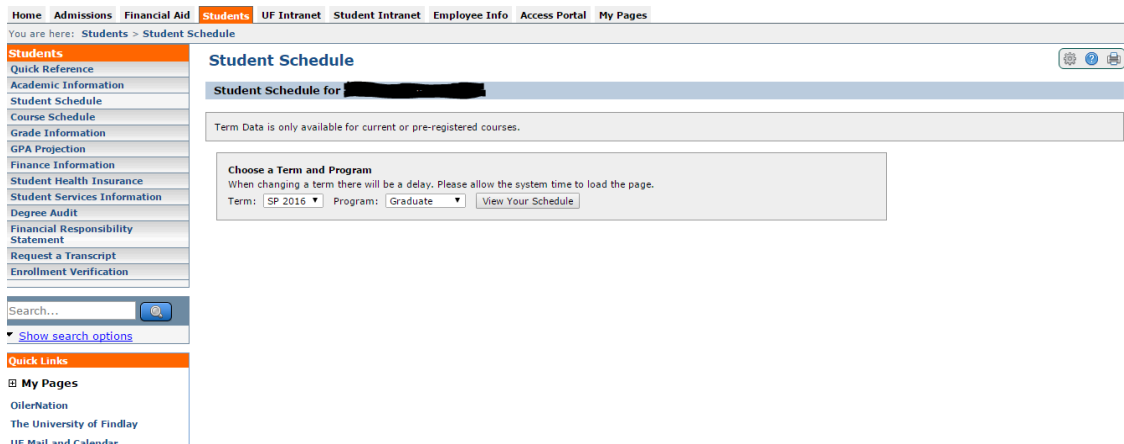 Home Admissions Financial Aid Students UF Intranet Student Intranet Employee Info Access Portal My Pages
You are here: Students > Student Schedule
Students
Quick Reference
Academic Information
Student Schedule
Course Schedule
Grade Information
GPA Projection
Finance Information
Student Health Insurance
Student Services Information
Degree Audit
Financial Responsibility
Statement
Request a Transcript
Enrollment Verification
Search...
Show search options
Quick Links
My Pages
OilerNation
The University of Findlay
UF Mail and Calendar
Student Schedule
Student Schedule for
Term Data is only available for current or pre-registered courses.
Choose a Term and Program
When changing a term there will be a delay. Please allow the system time to load the page.
Term: SP 2016 Program: Graduate View Your Schedule